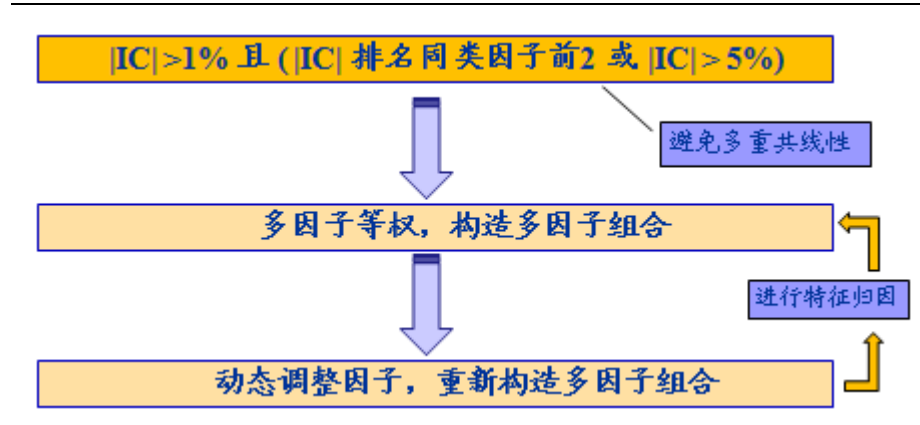 |IC|>1% 且 (|IC| 排名同类因子前2 或 |IC|> 5%)
避免多重共线性
多因子等权，构造多因子组合
进行特征归因
动态调整因子，重新构造多因子组合